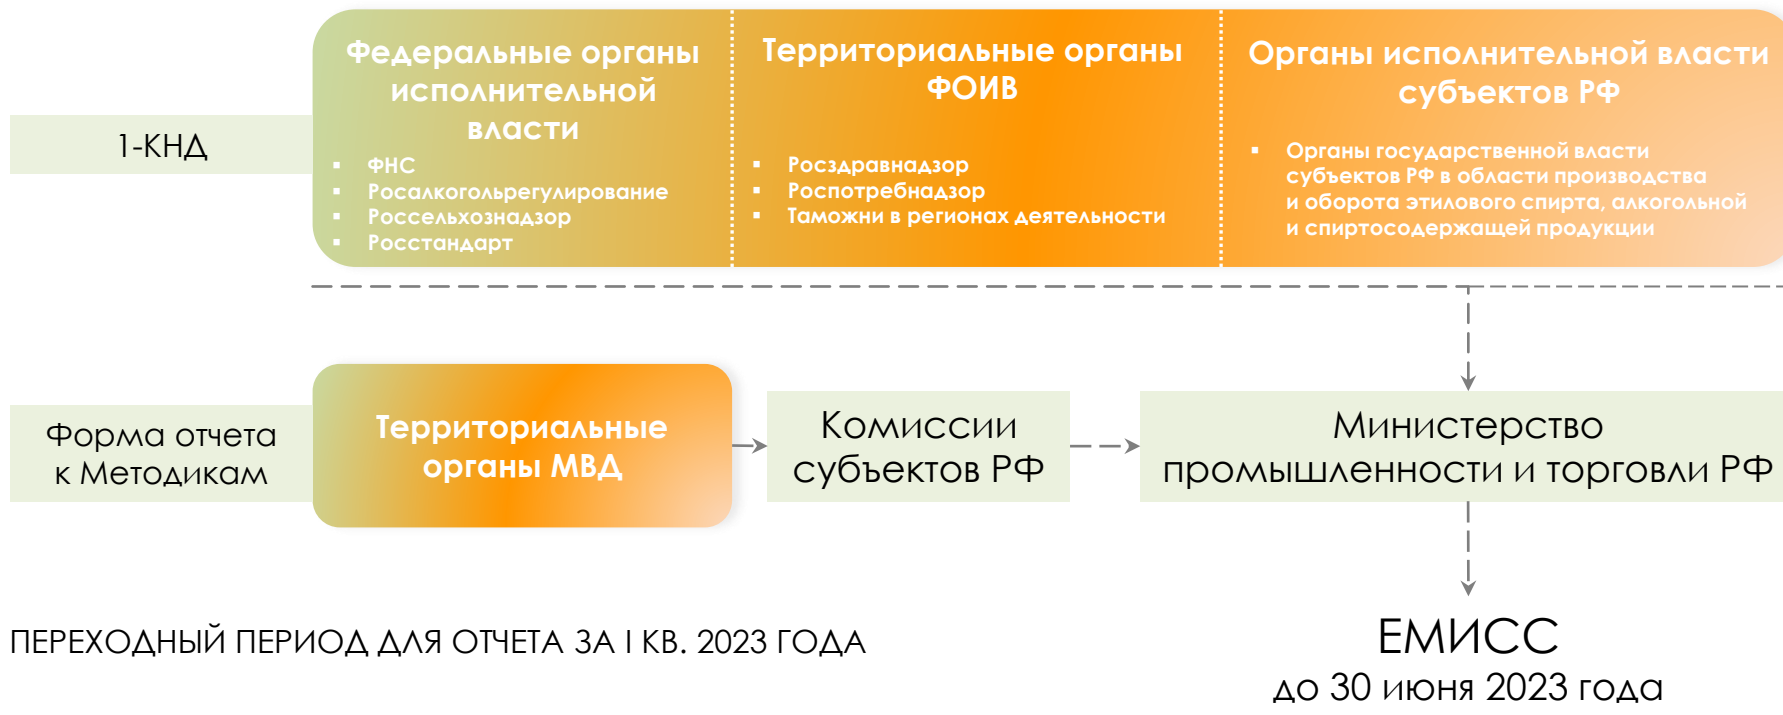 1-КНД
Федеральные органы
исполнительной
власти
▪ ФНС
▪ Росалкогольрегулирование
▪ Россельхознадзор
▪ Росстандарт
Территориальные органы
ФОИВ
▪ Росздравнадзор
▪ Роспотребнадзор
▪ Таможни в регионах деятельности
Органы исполнительной власти
субъектов РФ
▪ Органы государственной власти
субъектов РФ в области производства
и оборота этилового спирта, алкогольной
и спиртосодержащей продукции
Форма отчета
к Методикам
Территориальные
органы МВД
Комиссии
субъектов РФ
Министерство
промышленности и торговли РФ
ПЕРЕХОДНЫЙ ПЕРИОД ДЛЯ ОТЧЕТА ЗА I КВ. 2023 ГОДА
ЕМИСС
до 30 июня 2023 года